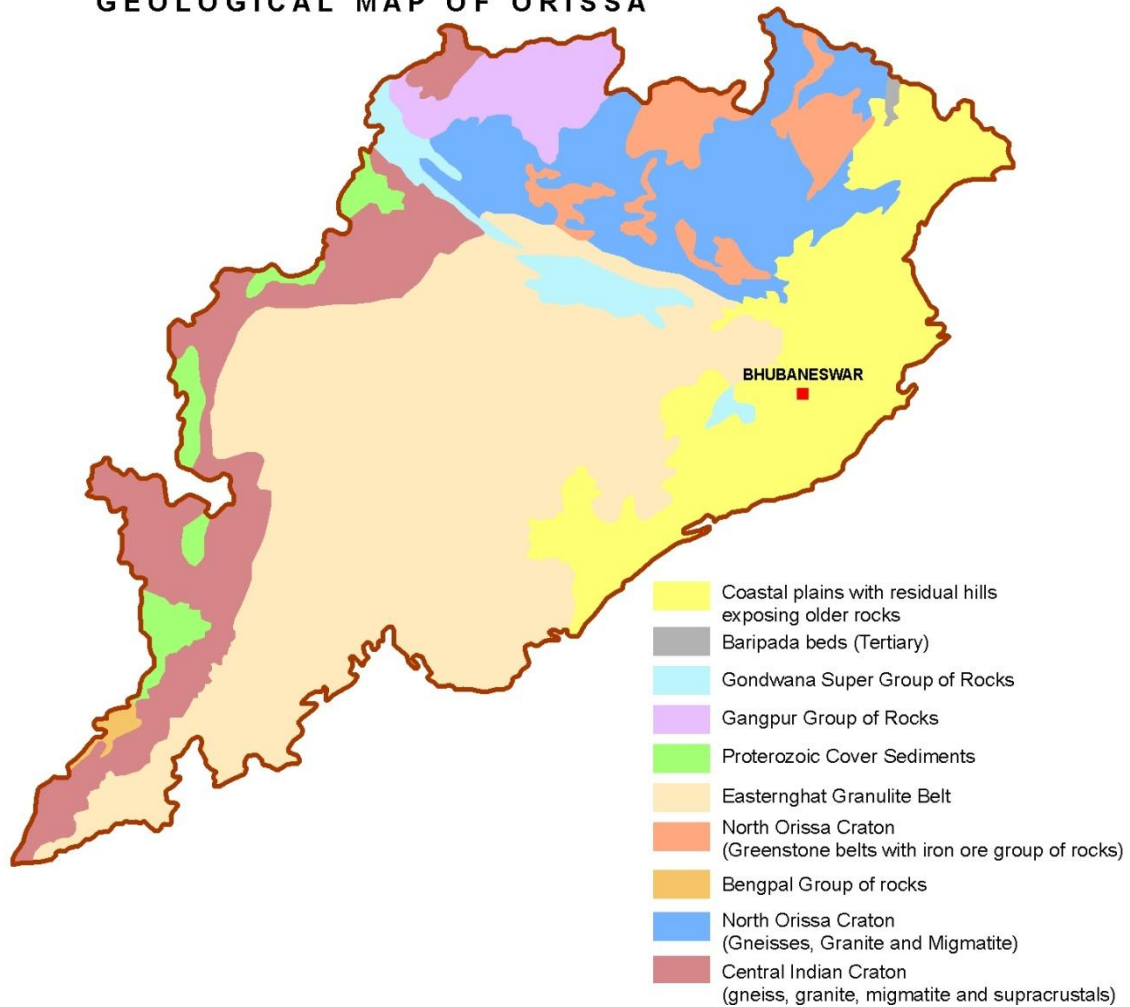 GEOLOGICAL MAP OF ORISSA
BHUBANESWAR
Coastal plains with residual hills
exposing older rocks
Baripada beds (Tertiary)
Gondwana Super Group of Rocks
Gangpur Group of Rocks
Proterozoic Cover Sediments
Easternghat Granulite Belt
North Orissa Craton
(Greenstone belts with iron ore group of rocks)
Bengpal Group of rocks
North Orissa Craton
(Gneisses, Granite and Migmatite)
Central Indian Craton
(gneiss, granite, migmatite and supracrustals)